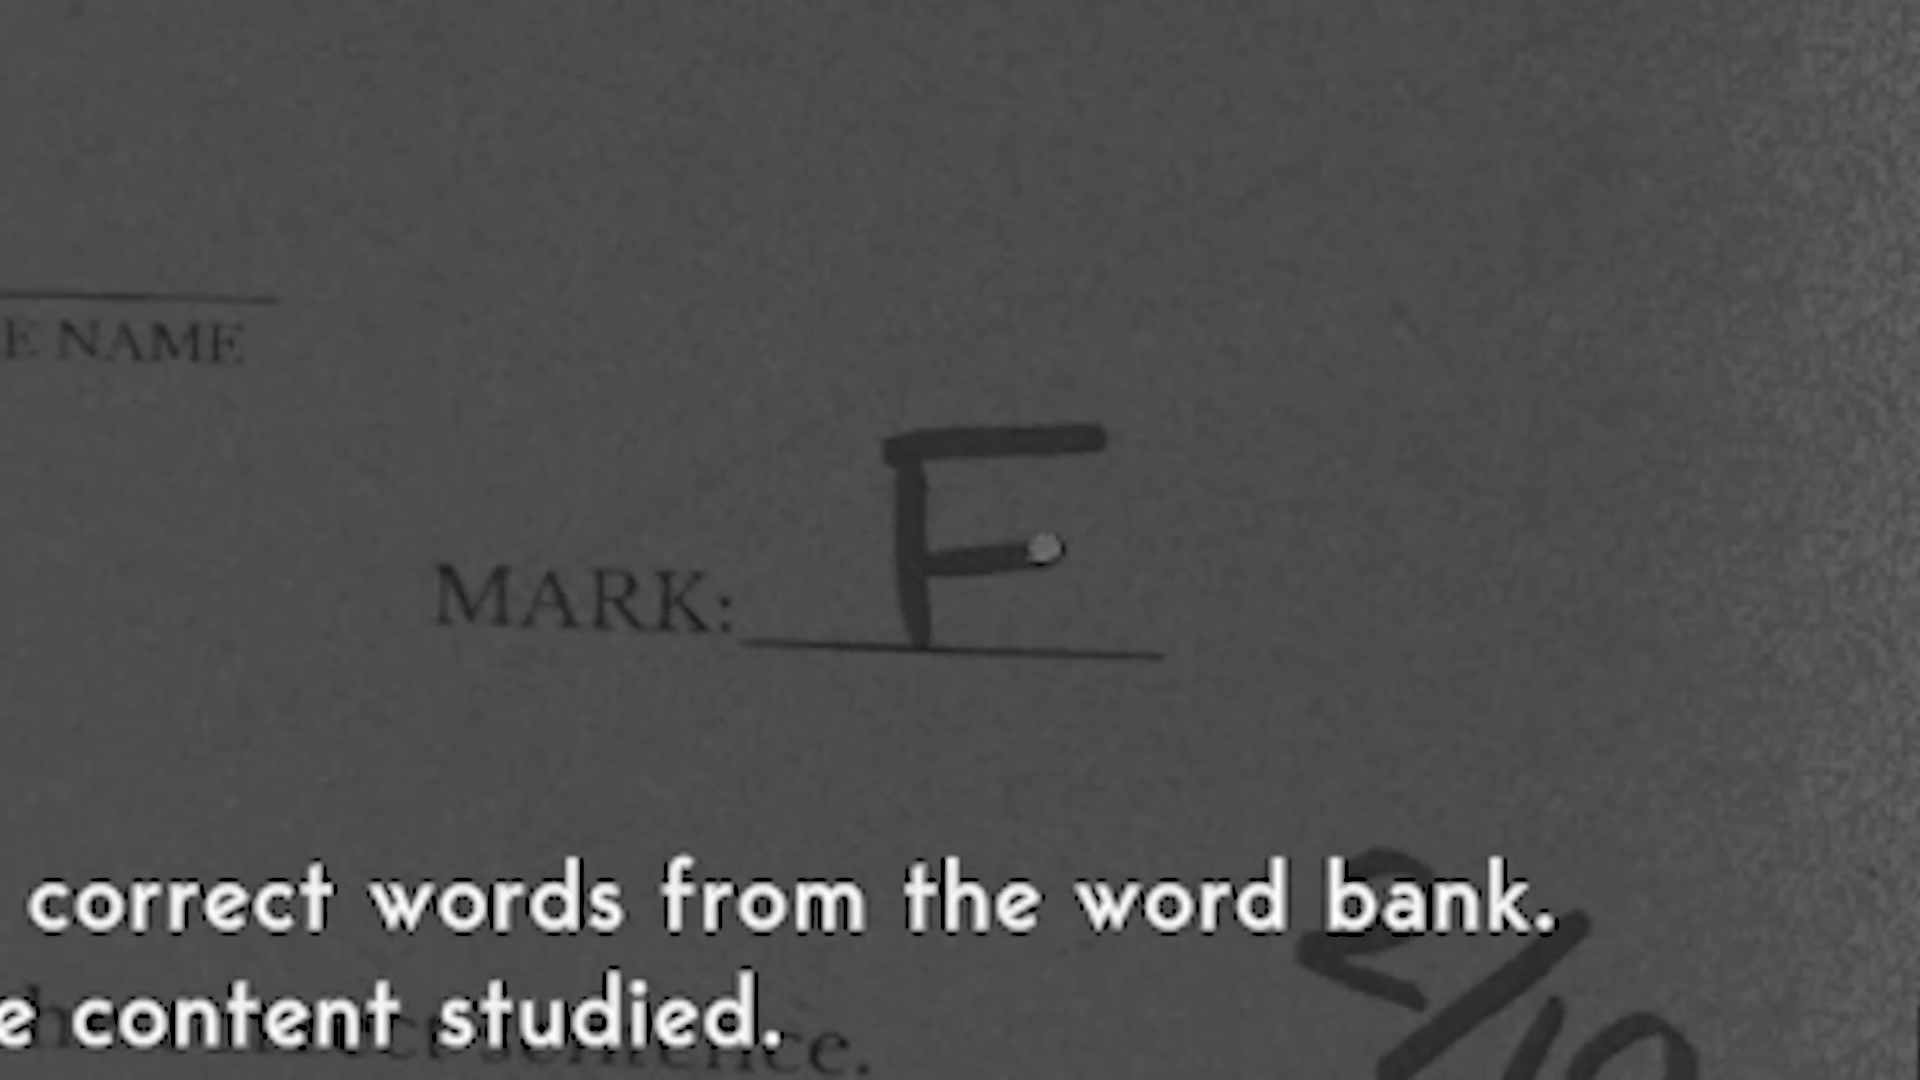 E NAME
MARK: F
correct words from the word bank.
2/10
e content studied.